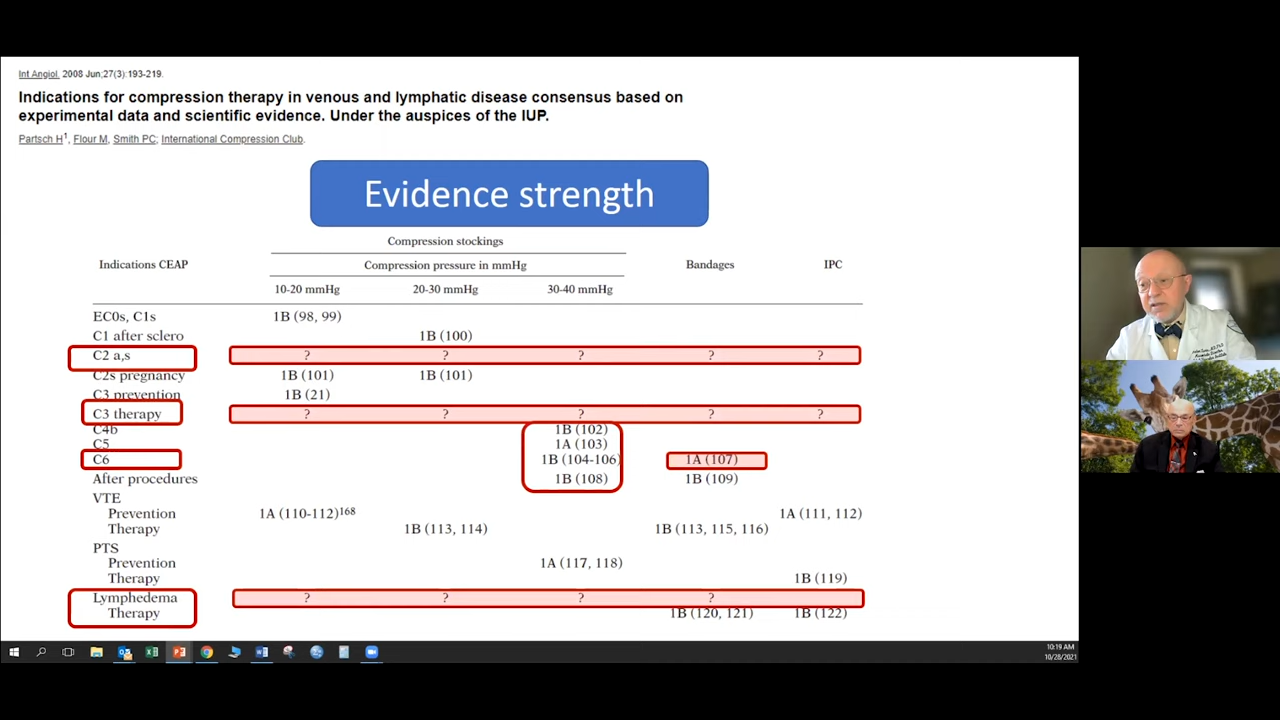 Int Angiol. 2008 Jun;27(3):193-219.
Indications for compression therapy in venous and lymphatic disease consensus based on
experimental data and scientific evidence. Under the auspices of the IUP.
Partsch H1, Flour M, Smith PC; International Compression Club.
Evidence strength
Compression stockings
Indications CEAP Compression pressure in mmHg Bandages IPC
10-20 mmHg 20-30 mmHg 30-40 mmHg
EC0s, C1s 1B (98, 99)
C1 after sclero 1B (100)
C2 a,s ? ? ? ? ?
C2s pregnancy 1B (101) 1B (101)
C3 prevention 1B (21)
C3 therapy ? ? ? ? ?
C4b 1B (102)
C5 1A (103)
C6 1B (104-106) 1A (107)
After procedures 1B (108) 1B (109)
VTE
Prevention 1A (110-112)168 1A (111, 112)
Therapy 1B (113, 114) 1B (113, 115, 116)
PTS
Prevention 1A (117, 118)
Therapy 1B (119)
Lymphedema ? ? ? ?
Therapy 1B (120, 121) 1B (122)
10:19 AM
10/28/2021